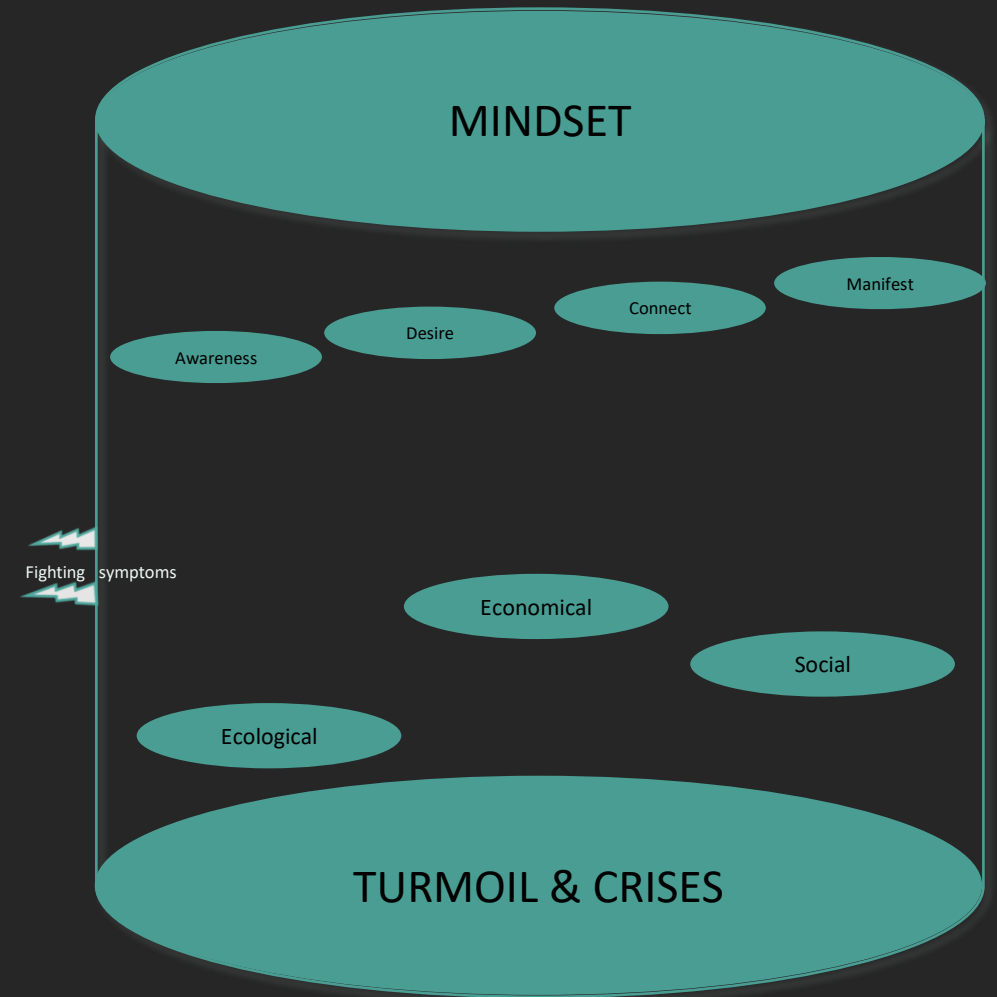 MINDSET
Manifest
Connect
Desire
Awareness
Fighting symptoms
Economical
Social
Ecological
TURMOIL & CRISES